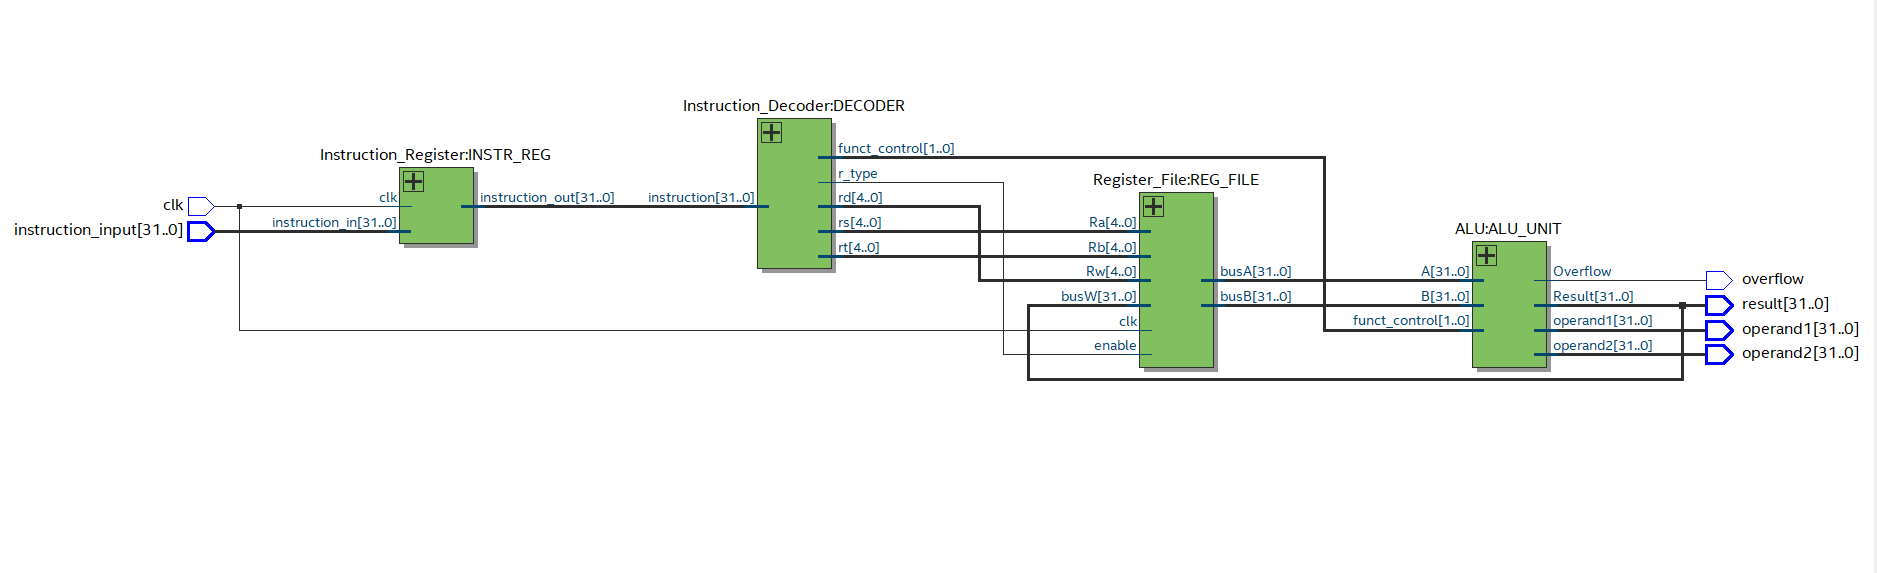 Instruction_Decoder:DECODER
funct_control[1..0]
r_type
rd[4..0]
rs[4..0]
rt[4..0]
instruction[31..0]
Instruction_Register:INSTR_REG
clk
instruction_in[31..0]
instruction_out[31..0]
clk
instruction_input[31..0]
Register_File:REG_FILE
Ra[4..0]
Rb[4..0]
Rw[4..0]
busW[31..0]
clk
enable
busA[31..0]
busB[31..0]
ALU:ALU_UNIT
A[31..0]
B[31..0]
funct_control[1..0]
Overflow
Result[31..0]
operand1[31..0]
operand2[31..0]
overflow
result[31..0]
operand1[31..0]
operand2[31..0]